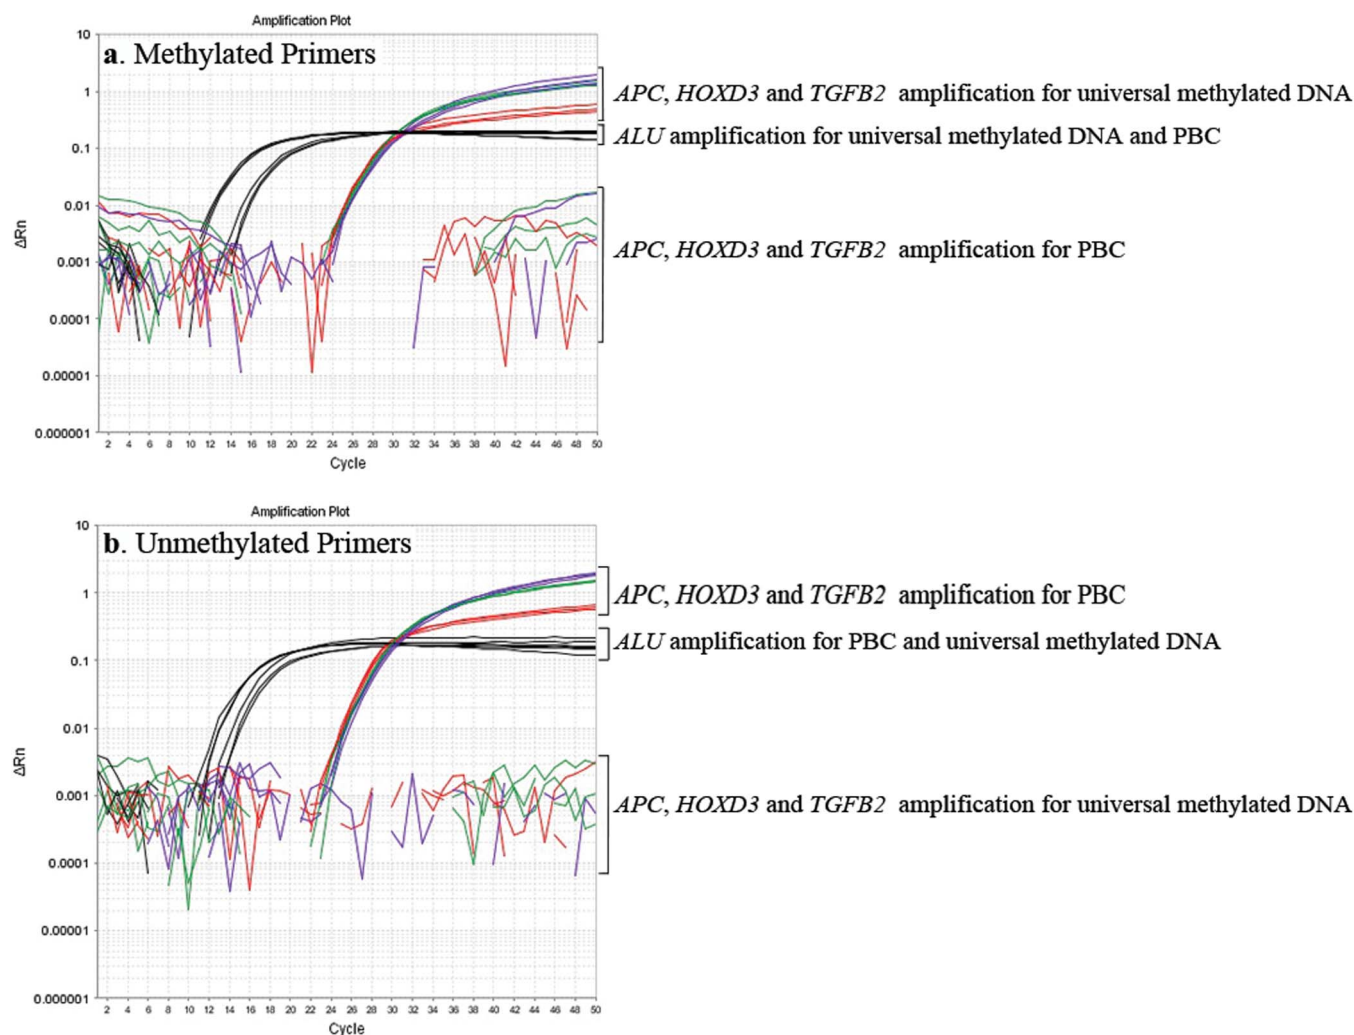 Amplification Plot
a. Methylated Primers
10
1
0.1
0.01
0.001
0.0001
0.00001
0.000001
ΔRn
2 4 6 8 10 12 14 16 18 20 22 24 26 28 30 32 34 36 38 40 42 44 46 48 50
Cycle
APC, HOXD3 and TGFB2 amplification for universal methylated DNA
ALU amplification for universal methylated DNA and PBC
APC, HOXD3 and TGFB2 amplification for PBC
Amplification Plot
b. Unmethylated Primers
10
1
0.1
0.01
0.001
0.0001
0.00001
0.000001
ΔRn
2 4 6 8 10 12 14 16 18 20 22 24 26 28 30 32 34 36 38 40 42 44 46 48 50
Cycle
APC, HOXD3 and TGFB2 amplification for PBC
ALU amplification for PBC and universal methylated DNA
APC, HOXD3 and TGFB2 amplification for universal methylated DNA